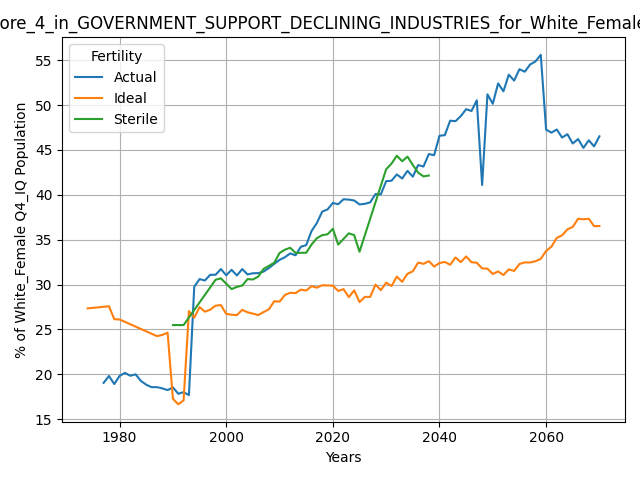 ore_4_in_GOVERNMENT_SUPPORT_DECLINING_INDUSTRIES_for_White_Female
Fertility
Actual
Ideal
Sterile
% of White_Female Q4_IQ Population
55
50
45
40
35
30
25
20
15
1980
2000
2020
2040
2060
Years